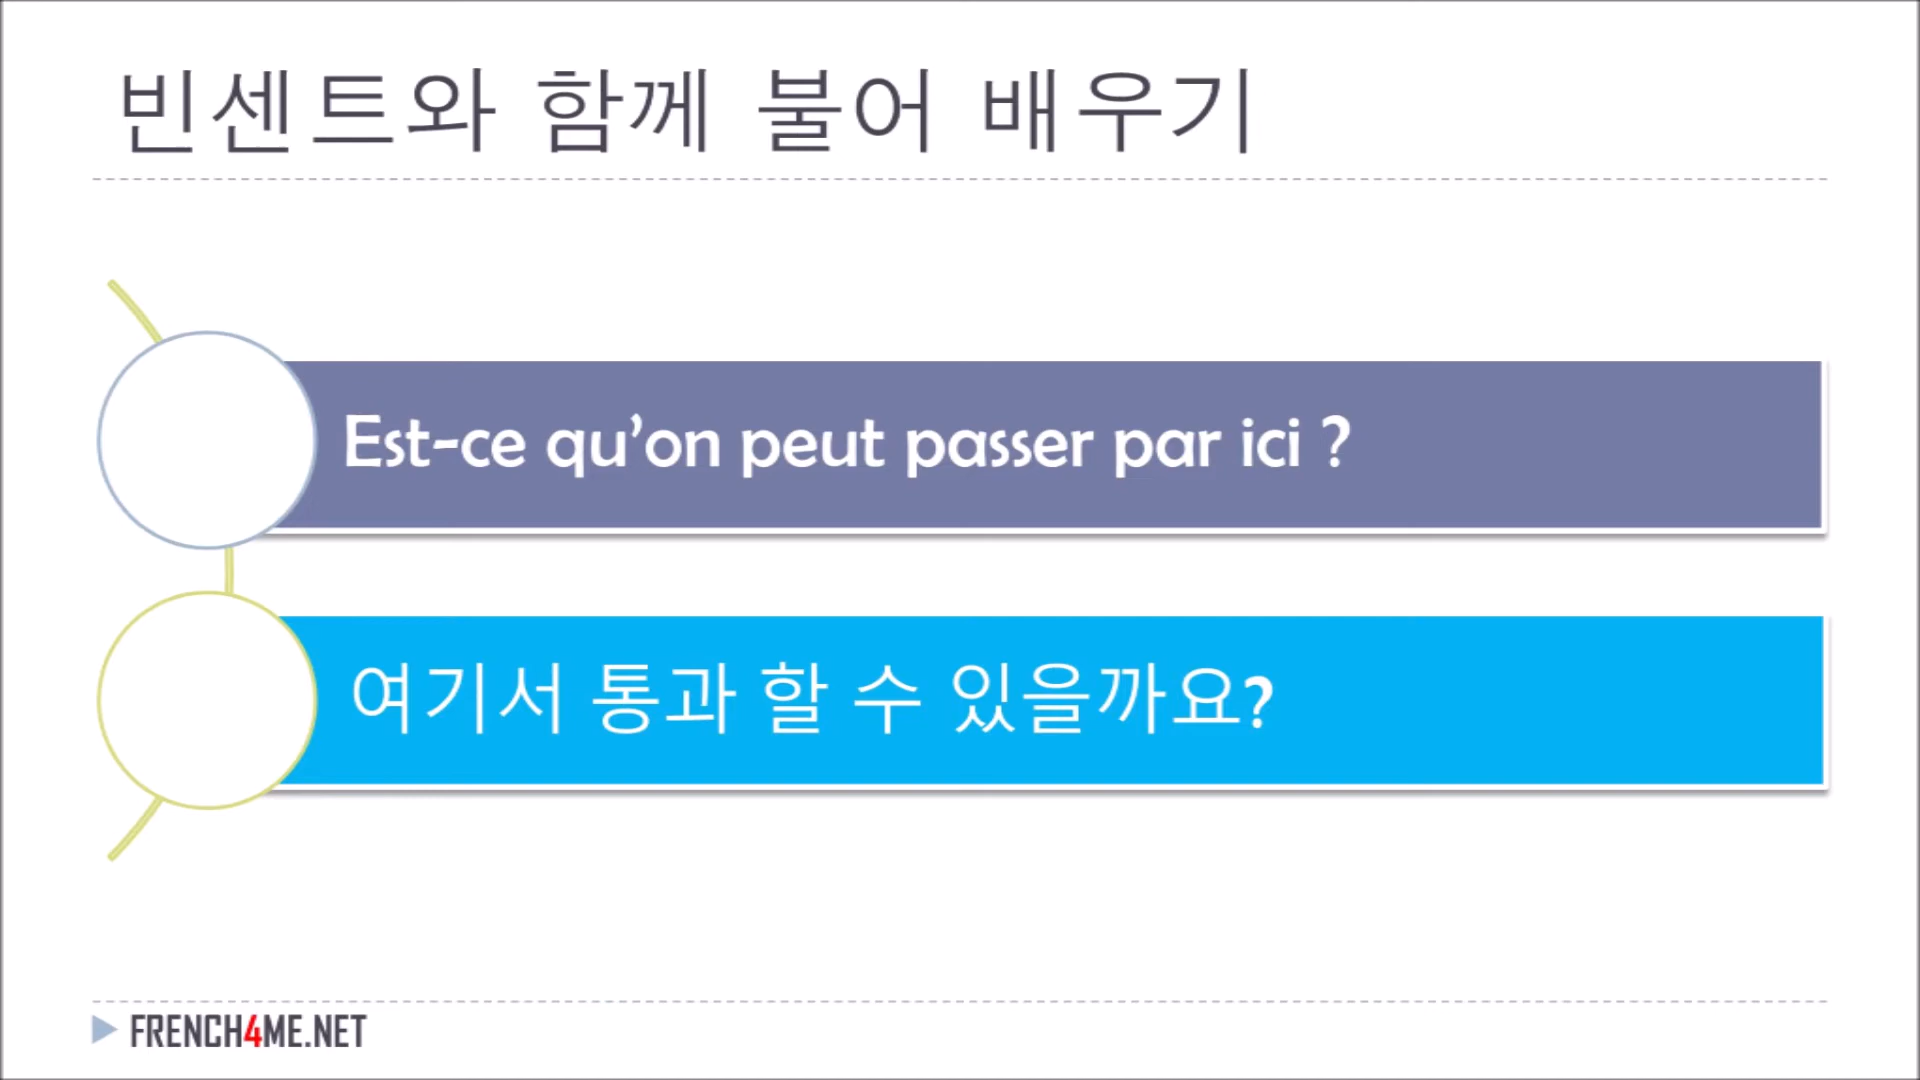 빈센트와 함께 불어 배우기
Est-ce qu’on peut passer par ici ?
여기서 통과 할 수 있을까요?
FRENCH4ME.NET